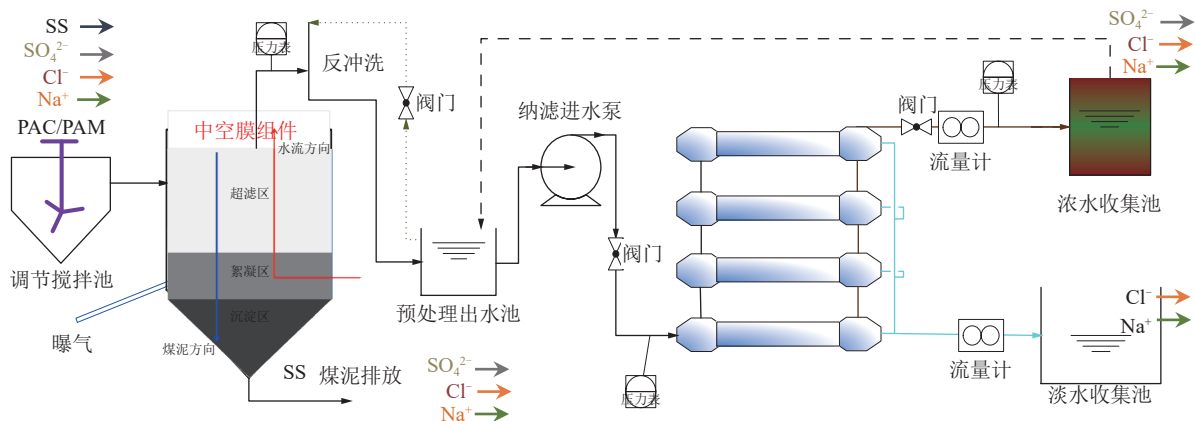 SS
SO₄²⁻
Cl⁻
Na⁺
PAC/PAM
调节搅拌池
曝气
压力表
反冲洗
中空膜组件
水流方向
超滤区
絮凝区
沉淀区
煤泥方向
SS 煤泥排放
SO₄²⁻
Cl⁻
Na⁺
阀门
预处理出水池
纳滤进水泵
阀门
压力表
阀门
流量计
压力表
SO₄²⁻
Cl⁻
Na⁺
浓水收集池
流量计
Cl⁻
Na⁺
淡水收集池